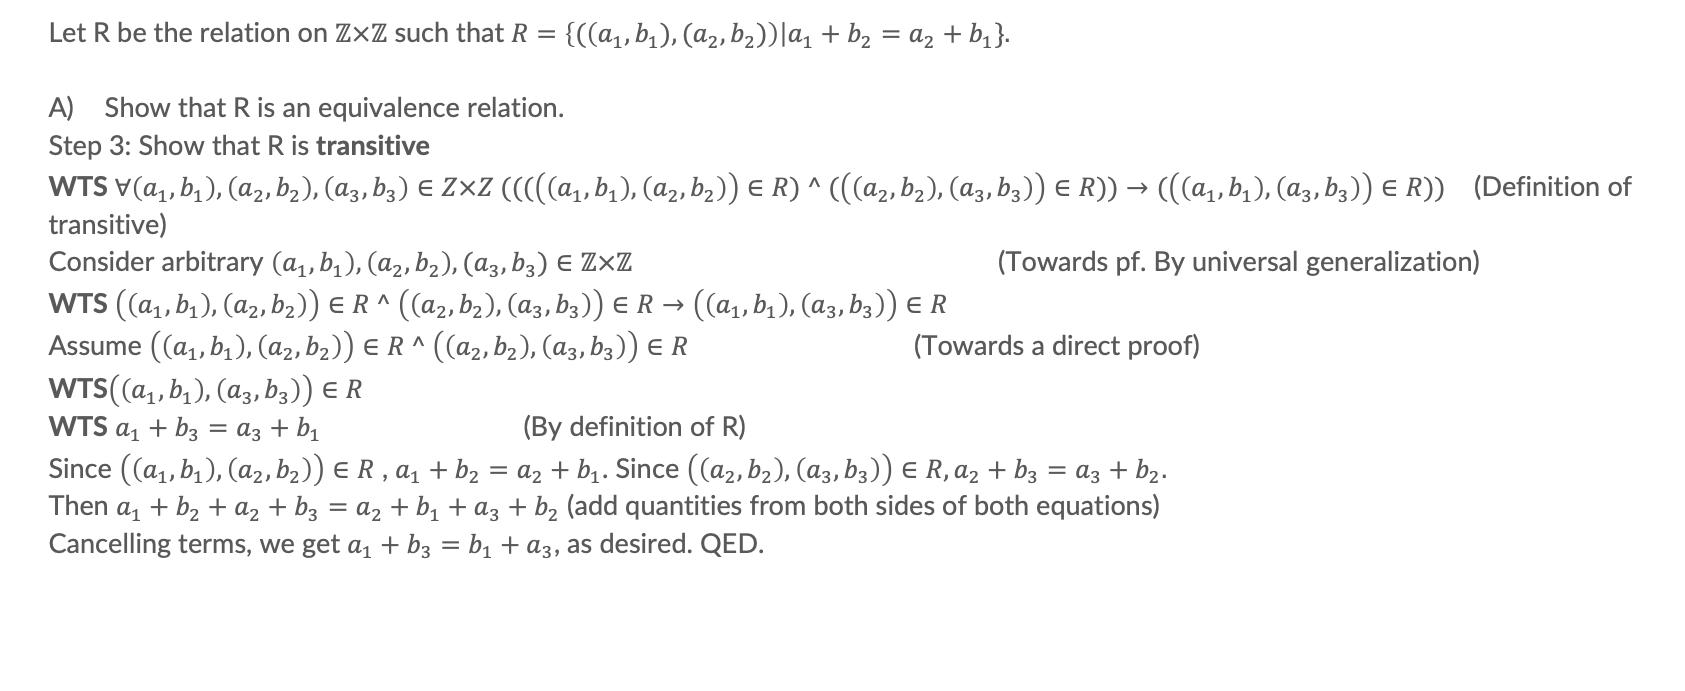 Let R be the relation on ℤ×ℤ such that R = {((a₁, b₁), (a₂, b₂))|a₁ + b₂ = a₂ + b₁}.
A) Show that R is an equivalence relation.
Step 3: Show that R is transitive
WTS ∀(a₁, b₁), (a₂, b₂), (a₃, b₃) ∈ Z×Z (((((a₁, b₁), (a₂, b₂)) ∈ R) ^ (((a₂, b₂), (a₃, b₃)) ∈ R)) → (((a₁, b₁), (a₃, b₃)) ∈ R)) (Definition of
transitive)
Consider arbitrary (a₁, b₁), (a₂, b₂), (a₃, b₃) ∈ ℤ×ℤ (Towards pf. By universal generalization)
WTS ((a₁, b₁), (a₂, b₂)) ∈ R ^ ((a₂, b₂), (a₃, b₃)) ∈ R → ((a₁, b₁), (a₃, b₃)) ∈ R
Assume ((a₁, b₁), (a₂, b₂)) ∈ R ^ ((a₂, b₂), (a₃, b₃)) ∈ R (Towards a direct proof)
WTS((a₁, b₁), (a₃, b₃)) ∈ R
WTS a₁ + b₃ = a₃ + b₁ (By definition of R)
Since ((a₁, b₁), (a₂, b₂)) ∈ R , a₁ + b₂ = a₂ + b₁. Since ((a₂, b₂), (a₃, b₃)) ∈ R, a₂ + b₃ = a₃ + b₂.
Then a₁ + b₂ + a₂ + b₃ = a₂ + b₁ + a₃ + b₂ (add quantities from both sides of both equations)
Cancelling terms, we get a₁ + b₃ = b₁ + a₃, as desired. QED.